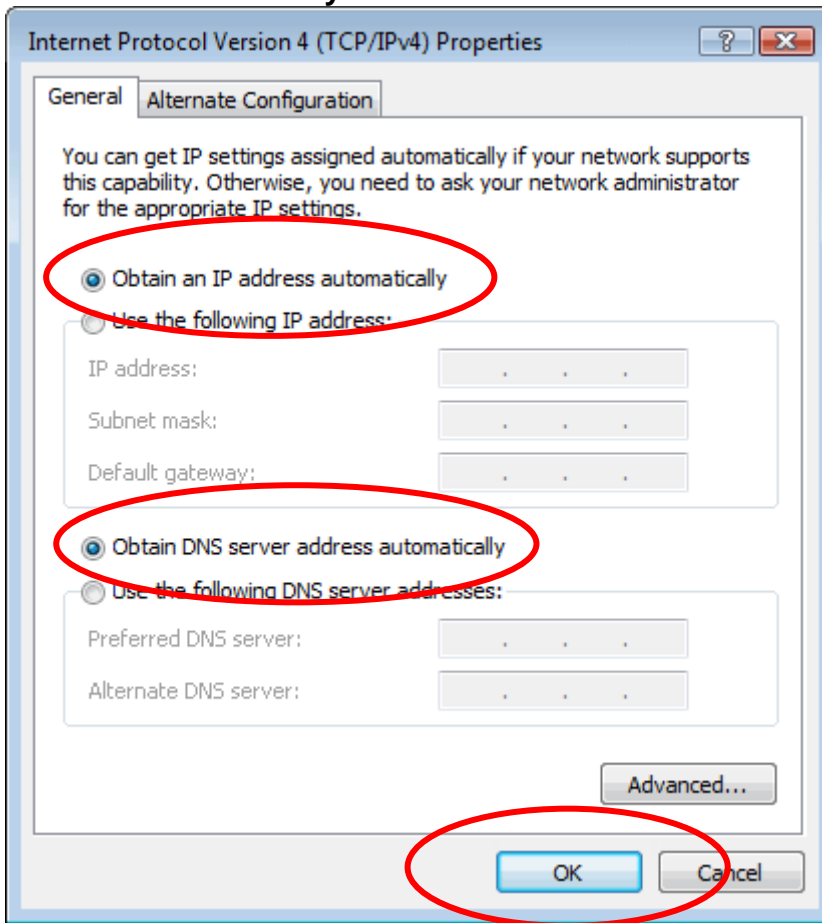 Internet Protocol Version 4 (TCP/IPv4) Properties
General Alternate Configuration
You can get IP settings assigned automatically if your network supports
this capability. Otherwise, you need to ask your network administrator
for the appropriate IP settings.
Obtain an IP address automatically
Use the following IP address:
IP address: . . .
Subnet mask: . . .
Default gateway: . . .
Obtain DNS server address automatically
Use the following DNS server addresses:
Preferred DNS server: . . .
Alternate DNS server: . . .
Advanced...
OK Cancel